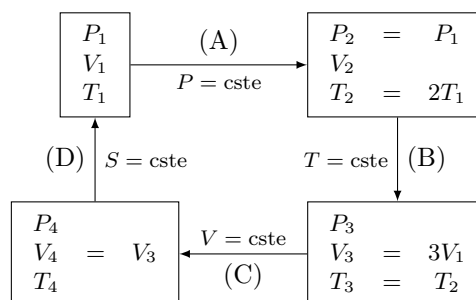 P₁
V₁
T₁
(A)
P = cste
P₂ = P₁
V₂
T₂ = 2T₁
(D)
S = cste
T = cste
(B)
P₄
V₄ = V₃
T₄
V = cste
(C)
P₃
V₃ = 3V₁
T₃ = T₂